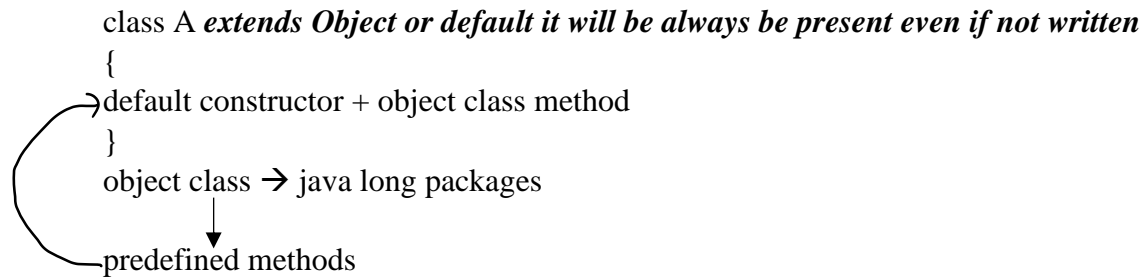 class A extends Object or default it will be always be present even if not written
{
default constructor + object class method
}
object class → java long packages
predefined methods